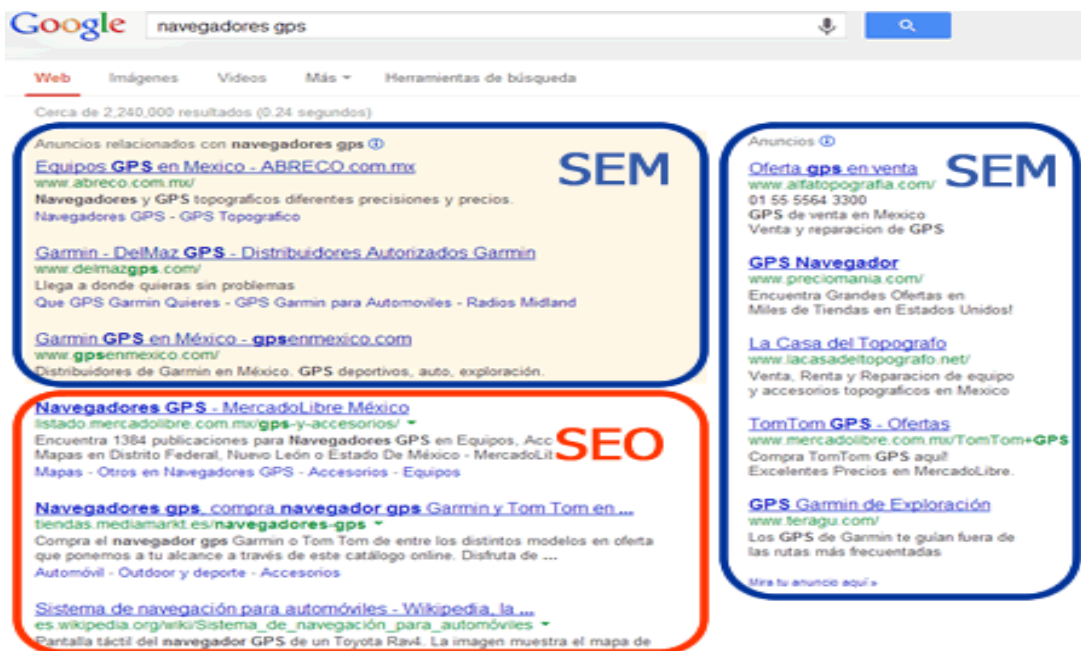 Google navegadores gps
Web Imágenes Videos Más Herramientas de búsqueda
Cerca de 2,240,000 resultados (0.24 segundos)
Anuncios relacionados con navegadores gps
SEM
Equipos GPS en Mexico - ABRECO.com.mx
www.abreco.com.mx/
Navegadores y GPS topograficos diferentes precisiones y precios.
Navegadores GPS - GPS Topografico
Garmin - DelMaz GPS - Distribuidores Autorizados Garmin
www.delmazgps.com/
Llega a donde quieras sin problemas
Que GPS Garmin Quieres - GPS Garmin para Automoviles - Radios Midland
Garmin GPS en México - gpsenmexico.com
www.gpsenmexico.com/
Distribuidores de Garmin en México. GPS deportivos, auto, exploración.
Navegadores GPS - MercadoLibre México
listado.mercadolibre.com.mx/gps-y-accesorios/
Encuentra 1384 publicaciones para Navegadores GPS en Equipos, Acc
Mapas en Distrito Federal, Nuevo León o Estado De México - MercadoLit
SEO
Mapas - Otros en Navegadores GPS - Accesorios - Equipos
Navegadores gps, compra navegador gps Garmin y Tom Tom en ...
tiendas.mediamarkt.es/navegadores-gps
Compra el navegador gps Garmin o Tom Tom de entre los distintos modelos en oferta
que ponemos a tu alcance a través de este catálogo online. Disfruta de ...
Automóvil - Outdoor y deporte - Accesorios
Sistema de navegación para automóviles - Wikipedia, la ...
es.wikipedia.org/wiki/Sistema_de_navegación_para_automóviles
Pantalla táctil del navegador GPS de un Toyota Rav4. La imagen muestra el mapa de
Anuncios
SEM
Oferta gps en venta
www.alfatopografia.com/
01 55 5564 3300
GPS de venta en Mexico
Venta y reparacion de GPS
GPS Navegador
www.preciomania.com/
Encuentra Grandes Ofertas en
Miles de Tiendas en Estados Unidos!
La Casa del Topografo
www.lacasadeltopografo.net/
Venta, Renta y Reparacion de equipo
y accesorios topograficos en Mexico
TomTom GPS - Ofertas
www.mercadolibre.com.mx/TomTom+GPS
Compra TomTom GPS aquí!
Excelentes Precios en MercadoLibre.
GPS Garmin de Exploración
www.feragu.com/
Los GPS de Garmin te guían fuera de
las rutas más frecuentadas
Mira tu anuncio aquí »